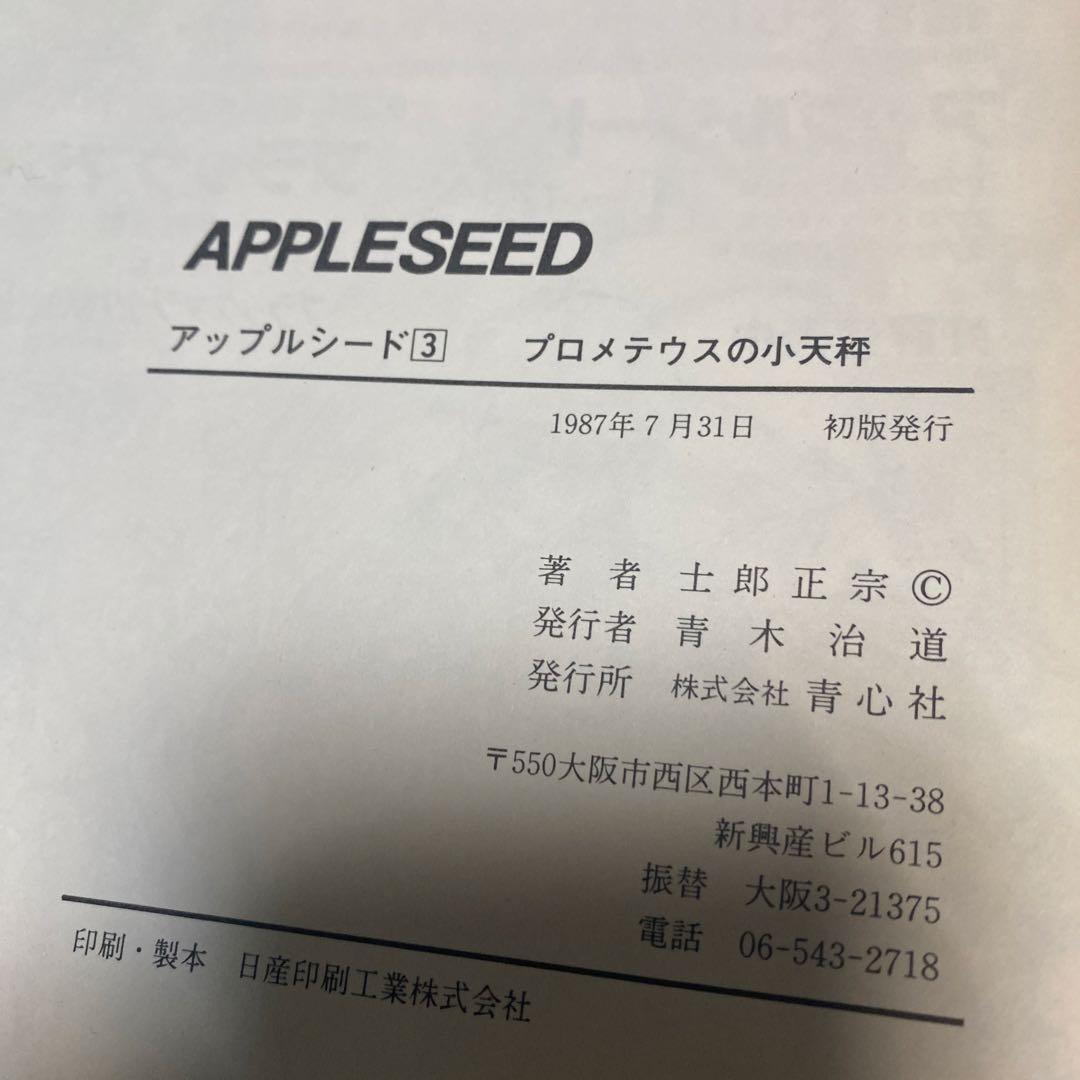 APPLESEED
アップルシード3　プロメテウスの小天秤
1987年7月31日　初版発行
著　者　士郎正宗©
発行者　青木治道
発行所　株式会社青心社
〒550大阪市西区西本町1-13-38
新興産ビル615
振替　大阪3-21375
電話　06-543-2718
印刷・製本　日産印刷工業株式会社